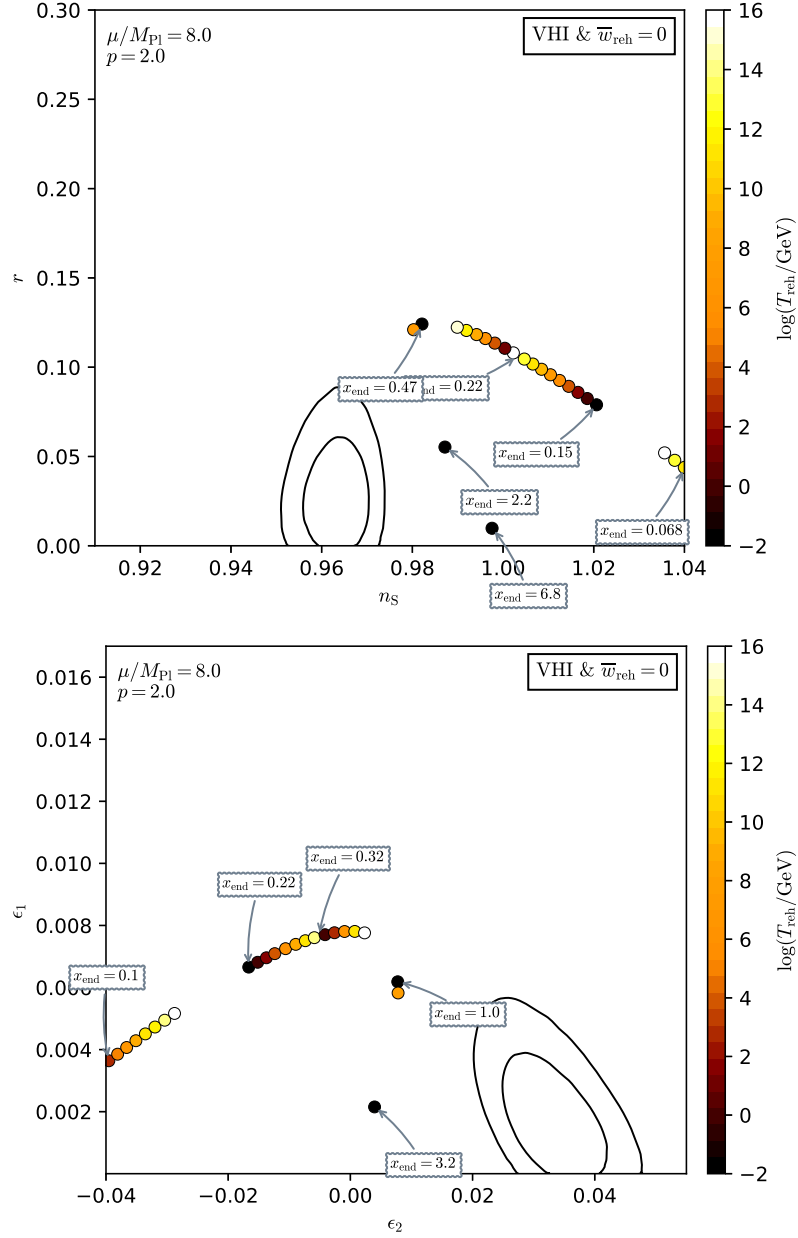 μ/M_Pl = 8.0
p = 2.0
VHI & w̅_reh = 0
0.30
0.25
0.20
0.15
0.10
0.05
0.00
r
x_end = 0.47
nd = 0.22
x_end = 0.15
x_end = 2.2
x_end = 0.068
x_end = 6.8
0.92
0.94
0.96
0.98
1.00
1.02
1.04
n_S
16
14
12
10
8
6
4
2
0
−2
log(T_reh/GeV)
μ/M_Pl = 8.0
p = 2.0
VHI & w̅_reh = 0
0.016
0.014
0.012
0.010
0.008
0.004
0.002
ϵ_1
x_end = 0.32
x_end = 0.22
x_end = 0.1
x_end = 1.0
x_end = 3.2
−0.04
−0.02
0.00
0.02
0.04
ϵ_2
16
14
12
10
8
6
4
2
0
−2
log(T_reh/GeV)